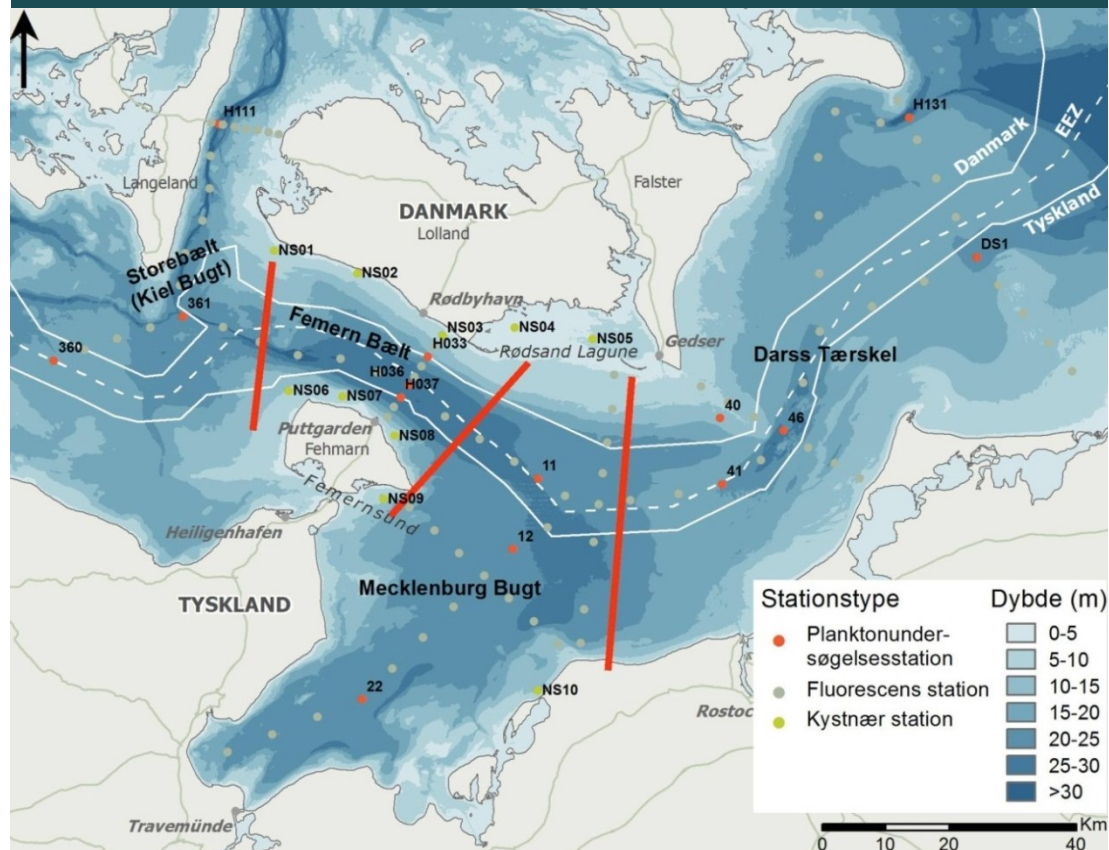 H111
H131
Langeland
Falster
DANMARK
Lolland
Danmark
EEZ
Tyskland
DS1
NS01
NS02
Storebælt
(Kiel Bugt)
361
360
Rødbyhavn
Femern Bælt
NS03
NS04
NS05
H033
Rødsand Lagune
Gedser
Darss Tærskel
H036
H037
NS06
NS07
40
46
Puttgarden
NS08
Fehmarn
11
41
NS09
Femernsund
Heiligenhafen
12
Mecklenburg Bugt
TYSKLAND
22
NS10
Rostoc
Travemünde
Stationstype
Planktonunder-
søgelsesstation
Fluorescens station
Kystnær station
Dybde (m)
0-5
5-10
10-15
15-20
20-25
25-30
>30
Km
0 10 20 40